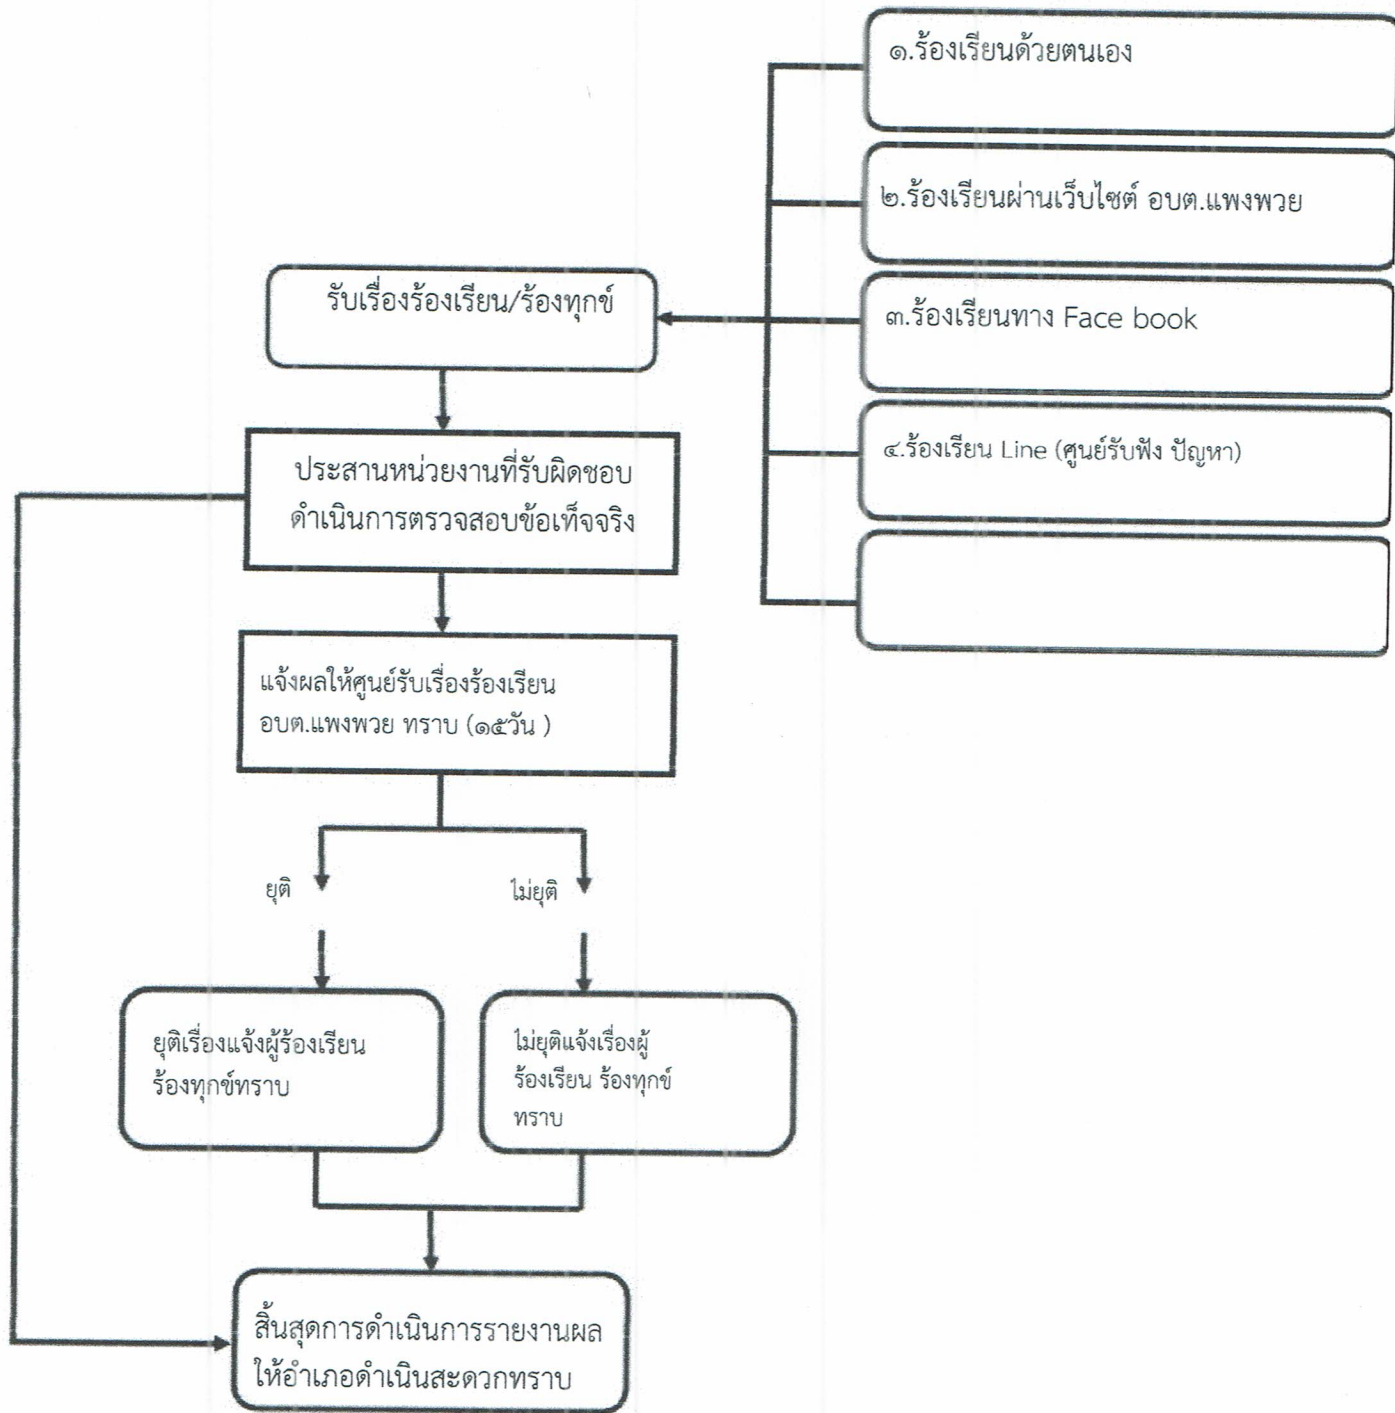 ๑.ร้องเรียนด้วยตนเอง
๒.ร้องเรียนผ่านเว็บไซต์ อบต.แพงพวย
รับเรื่องร้องเรียน/ร้องทุกข์
๓.ร้องเรียนทาง Face book
๔.ร้องเรียน Line (ศูนย์รับฟัง ปัญหา)
ประสานหน่วยงานที่รับผิดชอบ
ดำเนินการตรวจสอบข้อเท็จจริง
แจ้งผลให้ศูนย์รับเรื่องร้องเรียน
อบต.แพงพวย ทราบ (๑๕วัน )
ยุติ
ไม่ยุติ
ยุติเรื่องแจ้งผู้ร้องเรียน
ร้องทุกข์ทราบ
ไม่ยุติแจ้งเรื่องผู้
ร้องเรียน ร้องทุกข์
ทราบ
สิ้นสุดการดำเนินการรายงานผล
ให้อำเภอดำเนินสะดวกทราบ